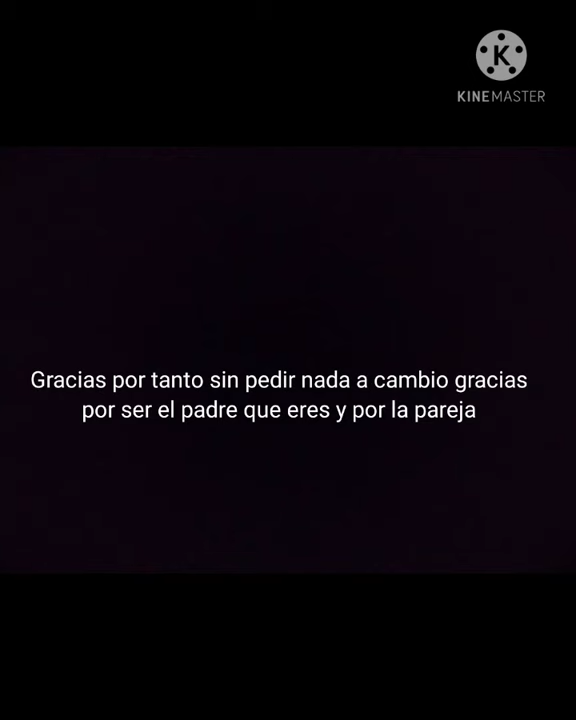 K
KINEMASTER
Gracias por tanto sin pedir nada a cambio gracias
por ser el padre que eres y por la pareja